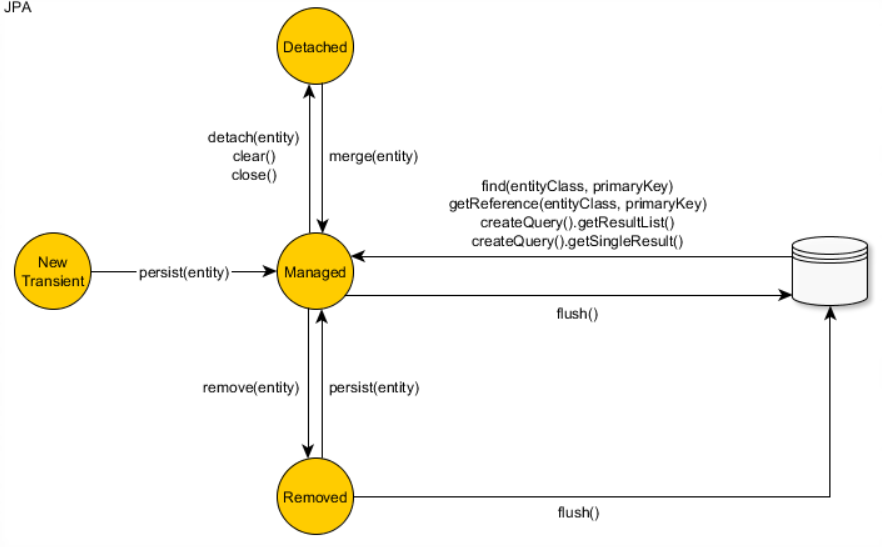 JPA
Detached
detach(entity)
clear()
close()
merge(entity)
find(entityClass, primaryKey)
getReference(entityClass, primaryKey)
createQuery().getResultList()
createQuery().getSingleResult()
New
Transient
persist(entity)
Managed
flush()
remove(entity)
persist(entity)
Removed
flush()